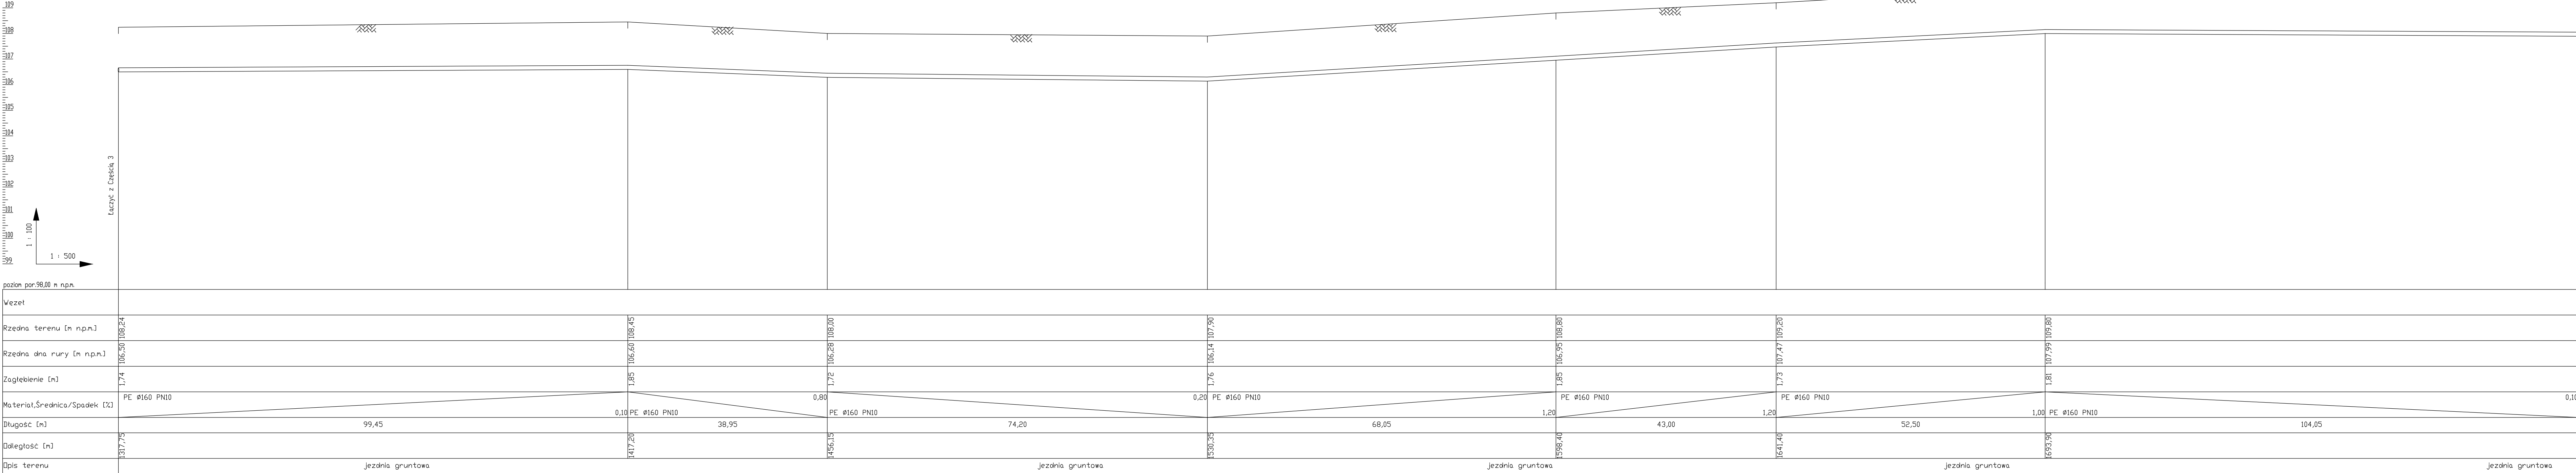 109
108
107
106
105
104
103
102
101
100
99
Łączyć z Częścią 3
1 : 100
1 : 500
poziom por.98,00 m n.p.m.
Węzeł
Rzędna terenu [m n.p.m.] 108,24 108,45 108,00 107,90 108,80 109,20 109,80
Rzędna dna rury [m n.p.m.] 106,50 106,60 106,28 106,14 106,95 107,47 107,99
Zagłębienie [m] 1,74 1,85 1,72 1,76 1,85 1,73 1,81
Materiał,Średnica/Spadek [%] PE Ø160 PN10 0,10 PE Ø160 PN10 0,80 PE Ø160 PN10 0,20 PE Ø160 PN10 1,20 PE Ø160 PN10 1,20 PE Ø160 PN10 1,00 PE Ø160 PN10 0,10
Długość [m] 99,45 38,95 74,20 68,05 43,00 52,50 104,05
Odległość [m] 1317,75 1417,20 1456,15 1530,35 1598,40 1641,40 1693,90
Opis terenu jezdnia gruntowa jezdnia gruntowa jezdnia gruntowa jezdnia gruntowa jezdnia gruntowa